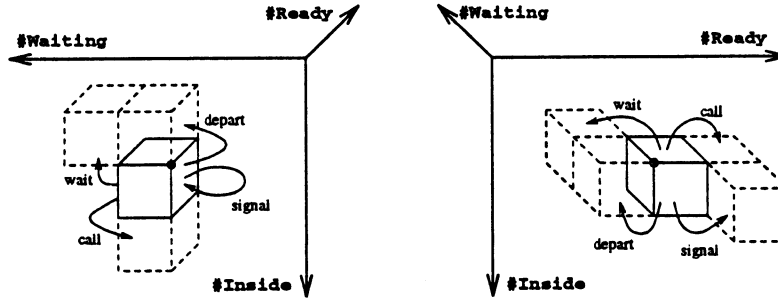 #Ready
#Waiting
depart
wait
signal
call
#Inside
#Waiting
#Ready
wait
call
depart
signal
#Inside